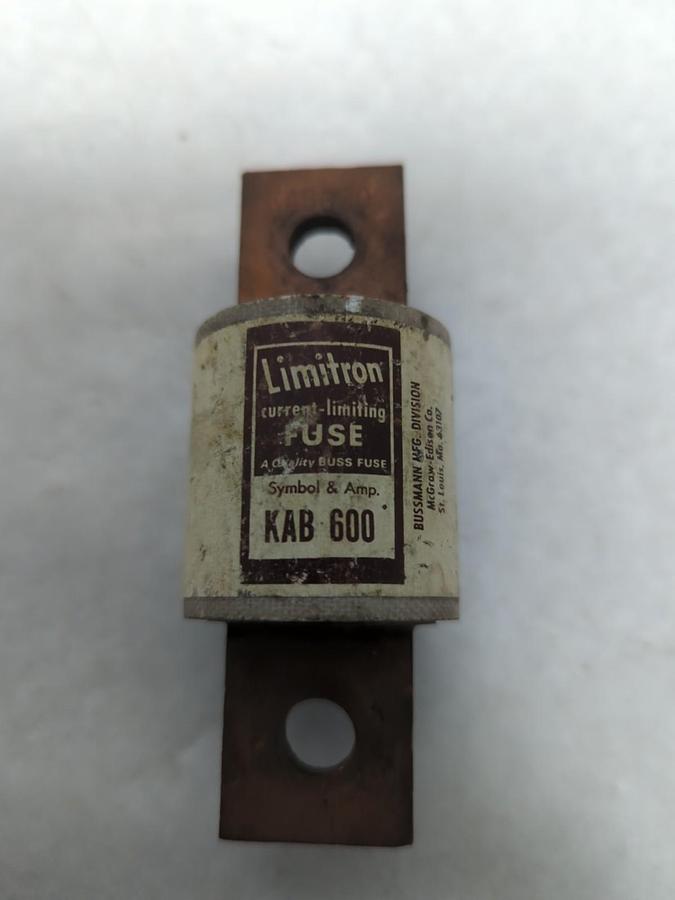 Limitron
current-limiting
FUSE
A Quality BUSS FUSE
Symbol & Amp.
KAB 600
BUSSMANN MFG. DIVISION
McGraw-Edison Co.
St. Louis, Mo. 63107